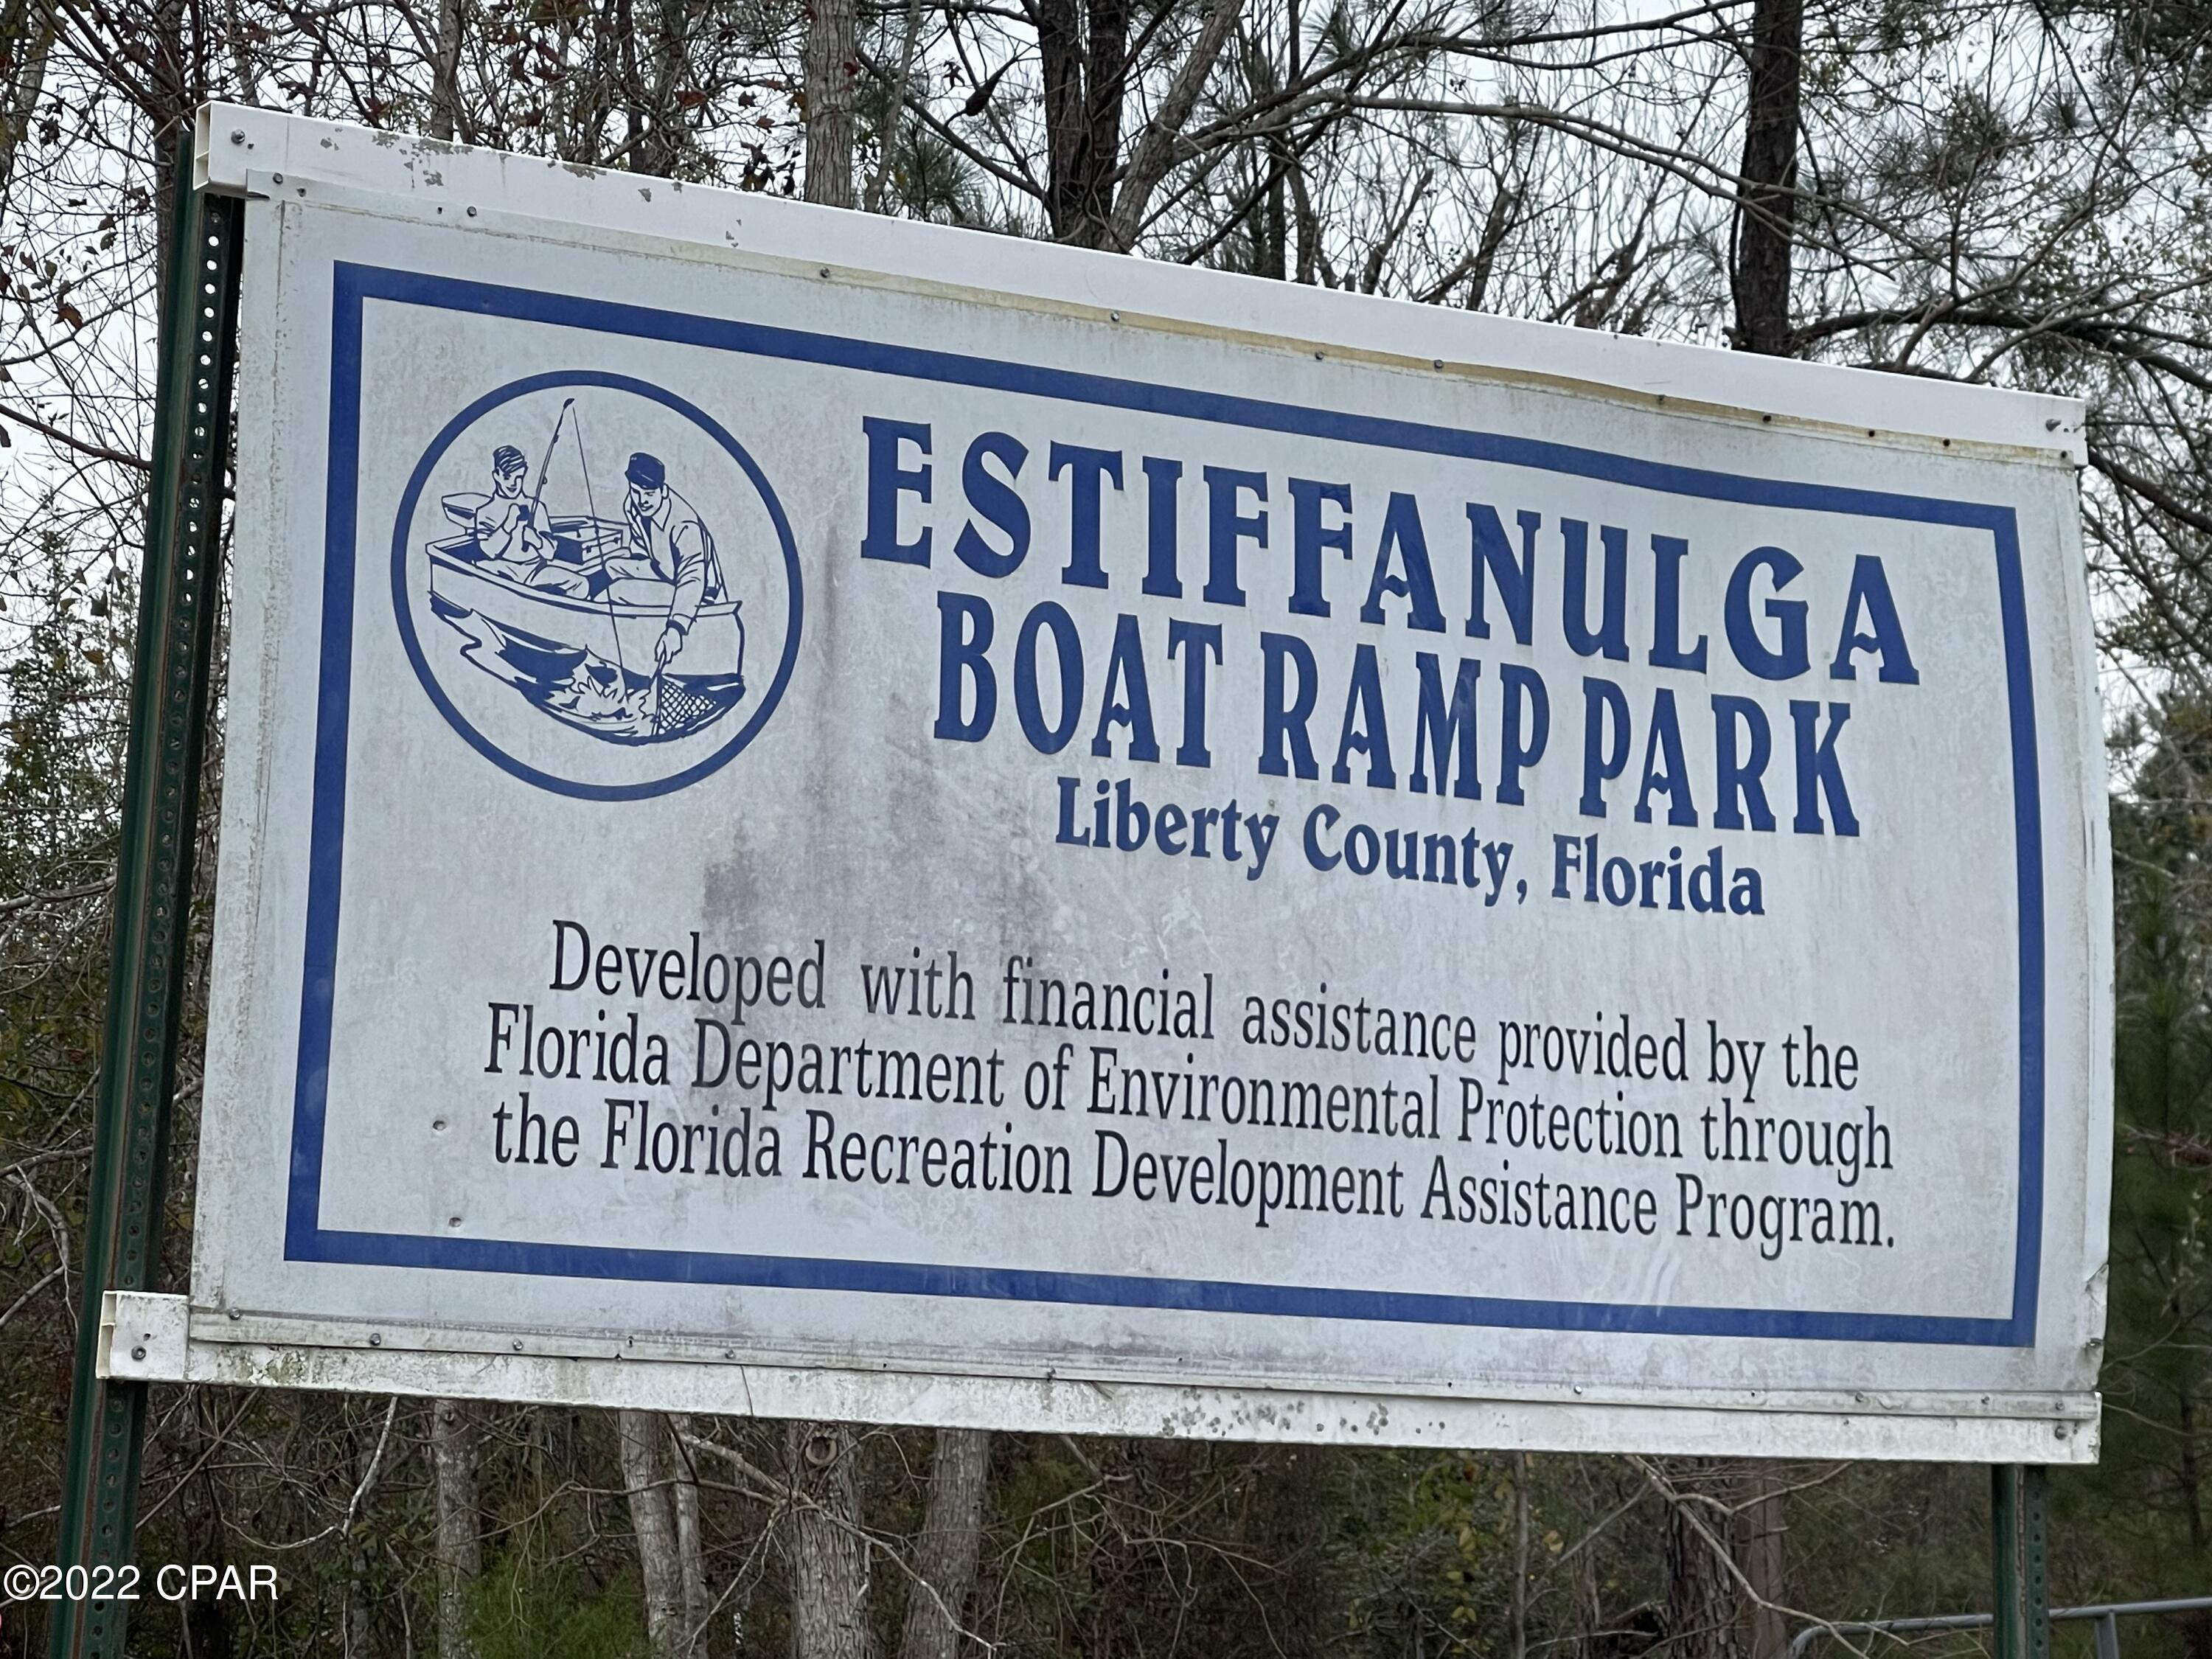 ESTIFFANULGA
BOAT RAMP PARK
Liberty County, Florida
Developed with financial assistance provided by the
Florida Department of Environmental Protection through
the Florida Recreation Development Assistance Program.
©2022 CPAR